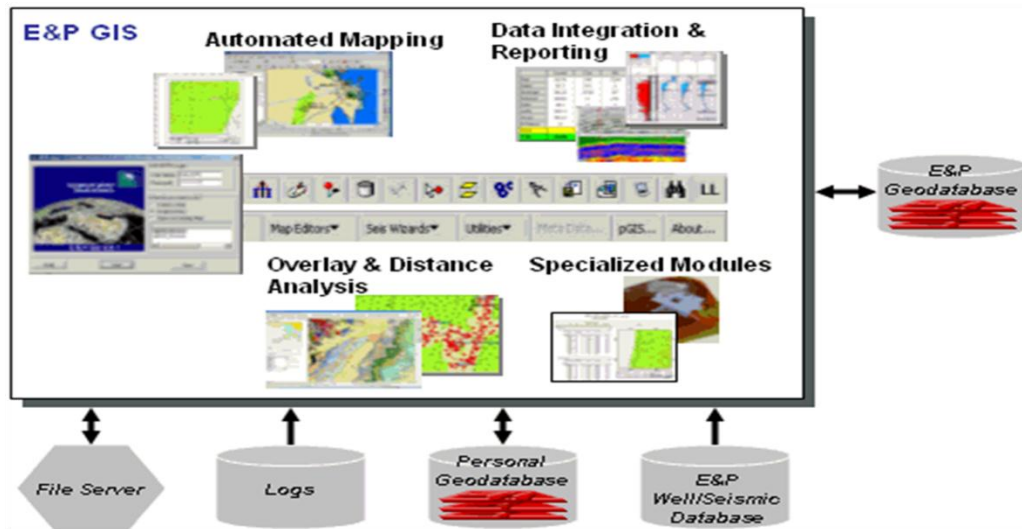 E&P GIS
Automated Mapping
Data Integration &
Reporting
LL
Map Editors▾
Seis Wizards▾
Utilities▾
Meta Data...
pGIS...
About...
Overlay & Distance
Analysis
Specialized Modules
E&P
Geodatabase
File Server
Logs
Personal
Geodatabase
E&P
Well/Seismic
Database